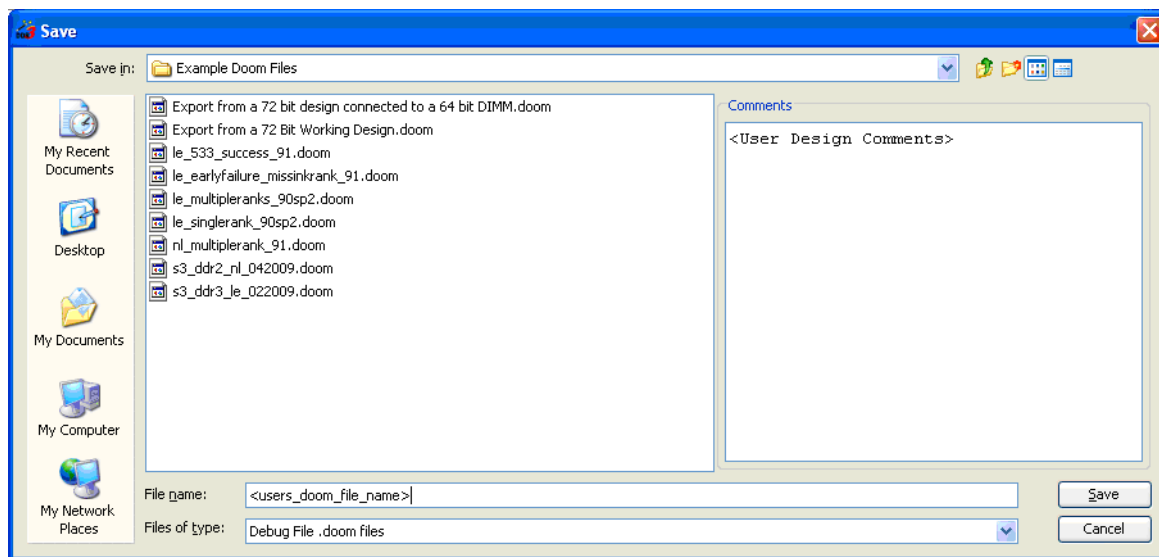 Save
Save in:
Example Doom Files
My Recent
Documents
Desktop
My Documents
My Computer
My Network
Places
Export from a 72 bit design connected to a 64 bit DIMM.doom
Export from a 72 Bit Working Design.doom
le_533_success_91.doom
le_earlyfailure_missinkrank_91.doom
le_multipleranks_90sp2.doom
le_singlerank_90sp2.doom
nl_multiplerank_91.doom
s3_ddr2_nl_042009.doom
s3_ddr3_le_022009.doom
Comments
<User Design Comments>
File name:
<users_doom_file_name>
Save
Files of type:
Debug File .doom files
Cancel